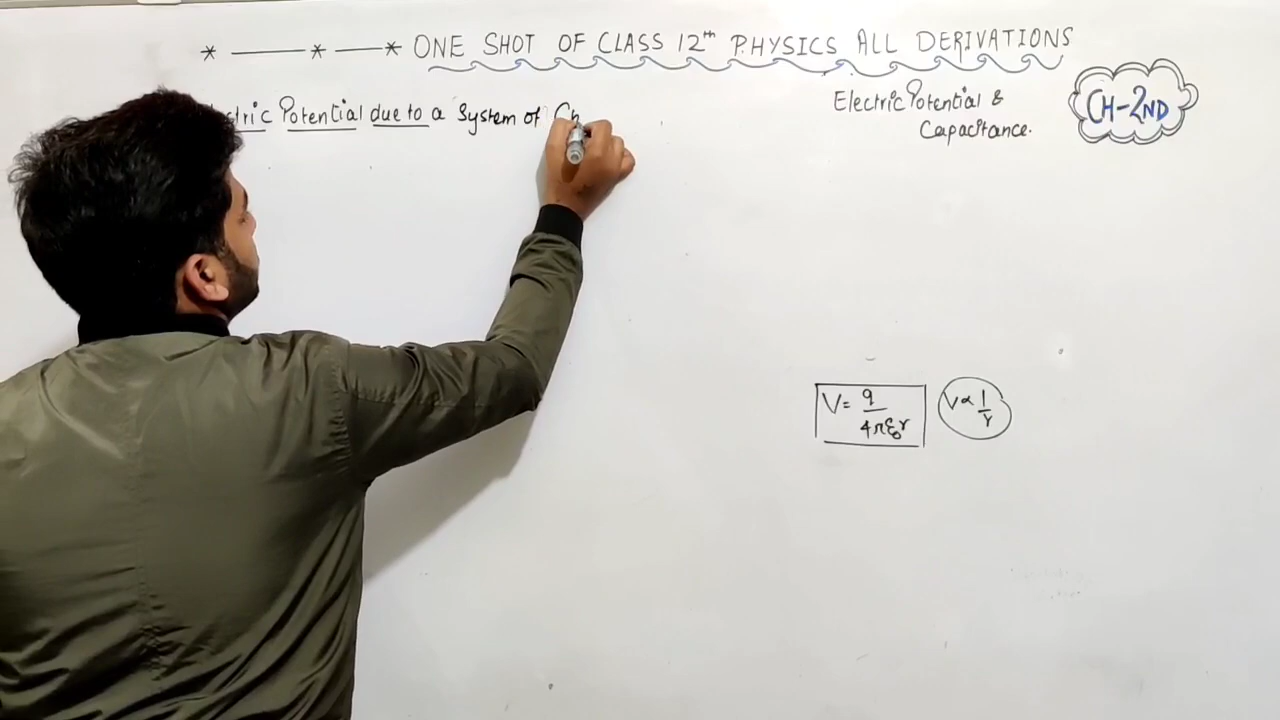 * —— * —* ONE SHOT OF CLASS 12th PHYSICS ALL DERIVATIONS
Electric Potential &
Capacitance.
CH-2ND
Potential due to a System of
V = q / 4πε₀r
V ∝ 1/r